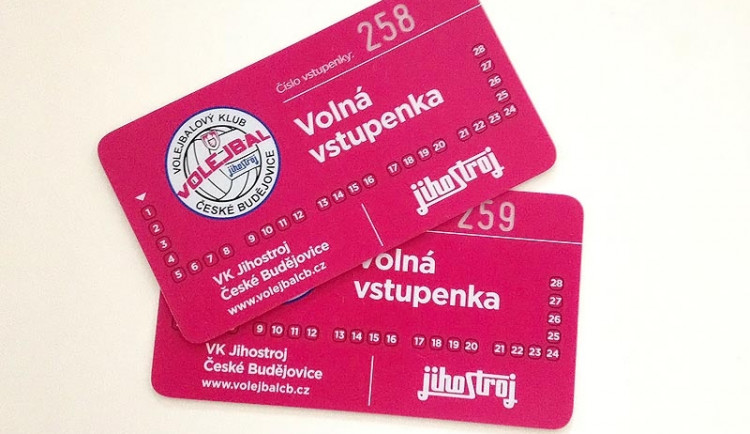 Číslo vstupenky: 258
VOLEJBALOVÝ KLUB
VOLEJBAL
jihostroj
ČESKÉ BUDĚJOVICE
Volná
vstupenka
28
27
26
25
1
2
3
4
5 6 7 8 9 10 11 12 13 14 15 16 17 18 19 20 21 22 23 24
VK Jihostroj
České Budějovice
www.volejbalcb.cz
jihostroj
259
Volná
vstupenka
28
27
26
25
9 10 11 12 13 14 15 16 17 18 19 20 21 22 23 24
VK Jihostroj
České Budějovice
www.volejbalcb.cz
jihostroj